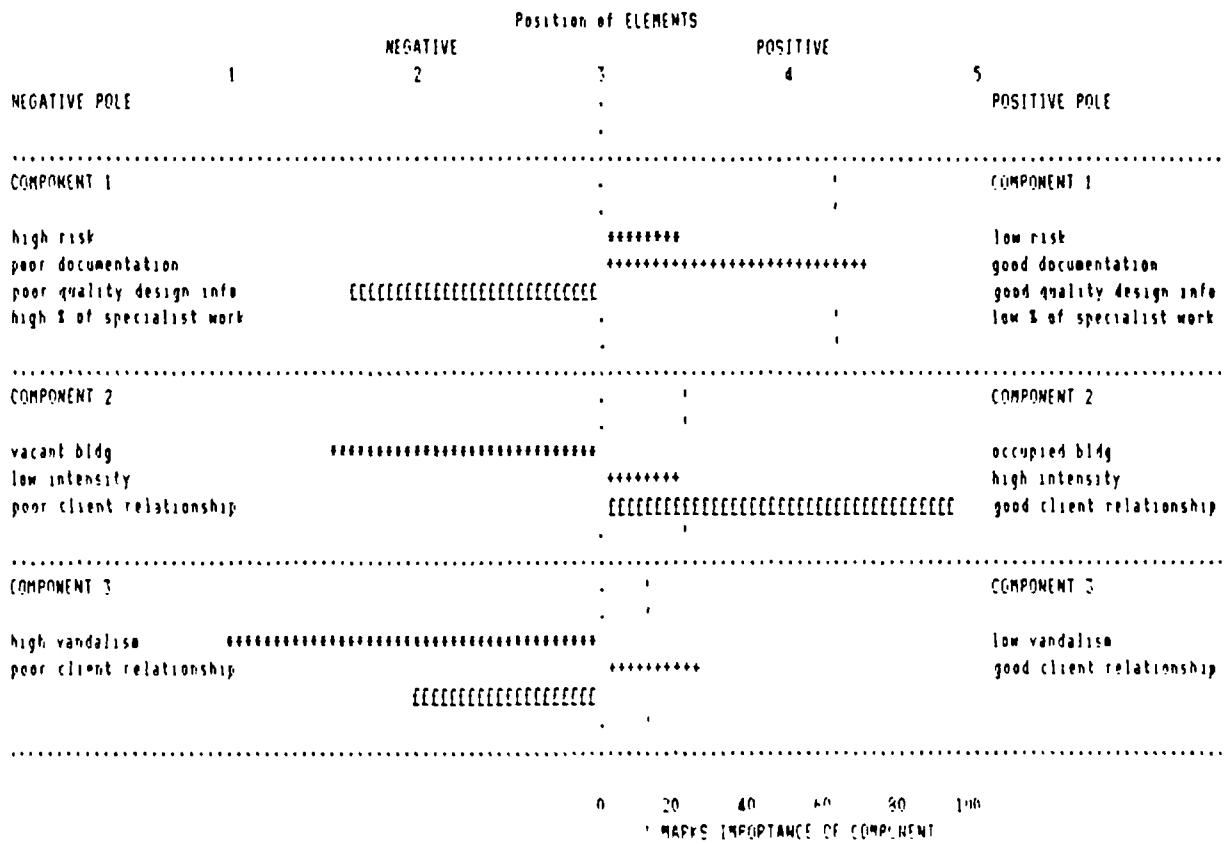 Position of ELEMENTS
NEGATIVE POSITIVE
1 2 3 4 5
NEGATIVE POLE POSITIVE POLE
COMPONENT 1 COMPONENT 1
high risk low risk
poor documentation good documentation
poor quality design info good quality design info
high % of specialist work low % of specialist work
COMPONENT 2 COMPONENT 2
vacant bldg occupied bldg
low intensity high intensity
poor client relationship good client relationship
COMPONENT 3 COMPONENT 3
high vandalism low vandalism
poor client relationship good client relationship
0 20 40 60 80 100
' MARKS IMPORTANCE OF COMPONENT